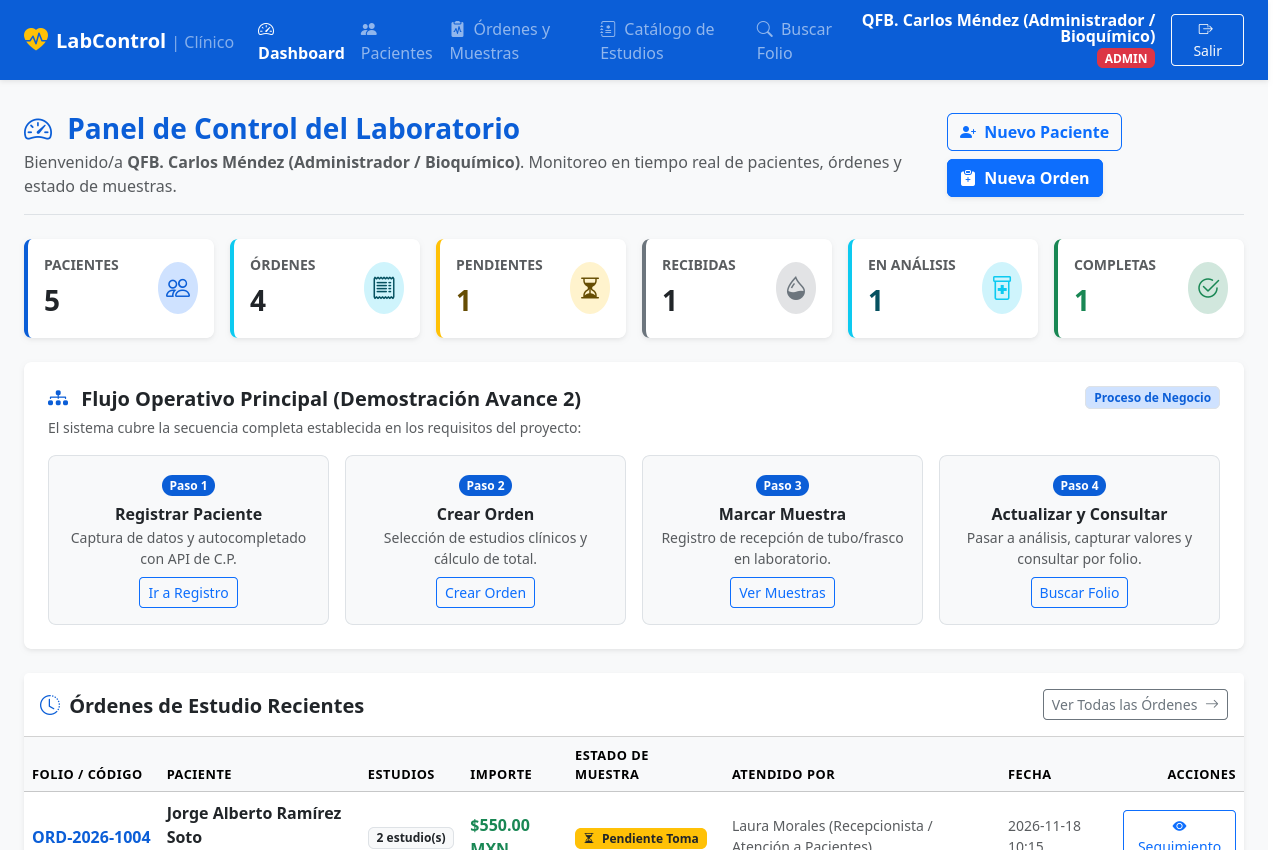 LabControl | Clínico
Dashboard
Pacientes
Órdenes y
Muestras
Catálogo de
Estudios
Buscar
Folio
QFB. Carlos Méndez (Administrador /
Bioquímico)
ADMIN
Salir
Panel de Control del Laboratorio
Bienvenido/a QFB. Carlos Méndez (Administrador / Bioquímico). Monitoreo en tiempo real de pacientes, órdenes y
estado de muestras.
Nuevo Paciente
Nueva Orden
PACIENTES
5
ÓRDENES
4
PENDIENTES
1
RECIBIDAS
1
EN ANÁLISIS
1
COMPLETAS
1
Flujo Operativo Principal (Demostración Avance 2)
Proceso de Negocio
El sistema cubre la secuencia completa establecida en los requisitos del proyecto:
Paso 1
Registrar Paciente
Captura de datos y autocompletado
con API de C.P.
Ir a Registro
Paso 2
Crear Orden
Selección de estudios clínicos y
cálculo de total.
Crear Orden
Paso 3
Marcar Muestra
Registro de recepción de tubo/frasco
en laboratorio.
Ver Muestras
Paso 4
Actualizar y Consultar
Pasar a análisis, capturar valores y
consultar por folio.
Buscar Folio
Órdenes de Estudio Recientes
Ver Todas las Órdenes
FOLIO / CÓDIGO PACIENTE ESTUDIOS IMPORTE ESTADO DE MUESTRA ATENDIDO POR FECHA ACCIONES
ORD-2026-1004
Jorge Alberto Ramírez
Soto
2 estudio(s)
$550.00
MXN
Pendiente Toma
Laura Morales (Recepcionista /
Atención a Pacientes)
2026-11-18
10:15
Seguimiento